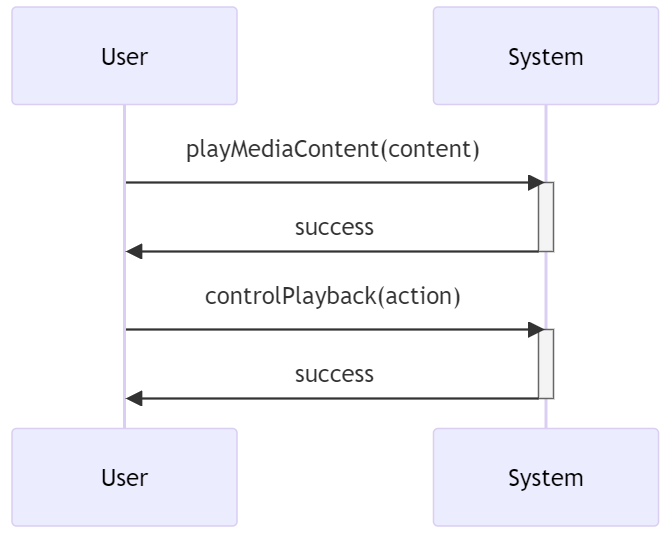 User
System
playMediaContent(content)
success
controlPlayback(action)
success
User
System